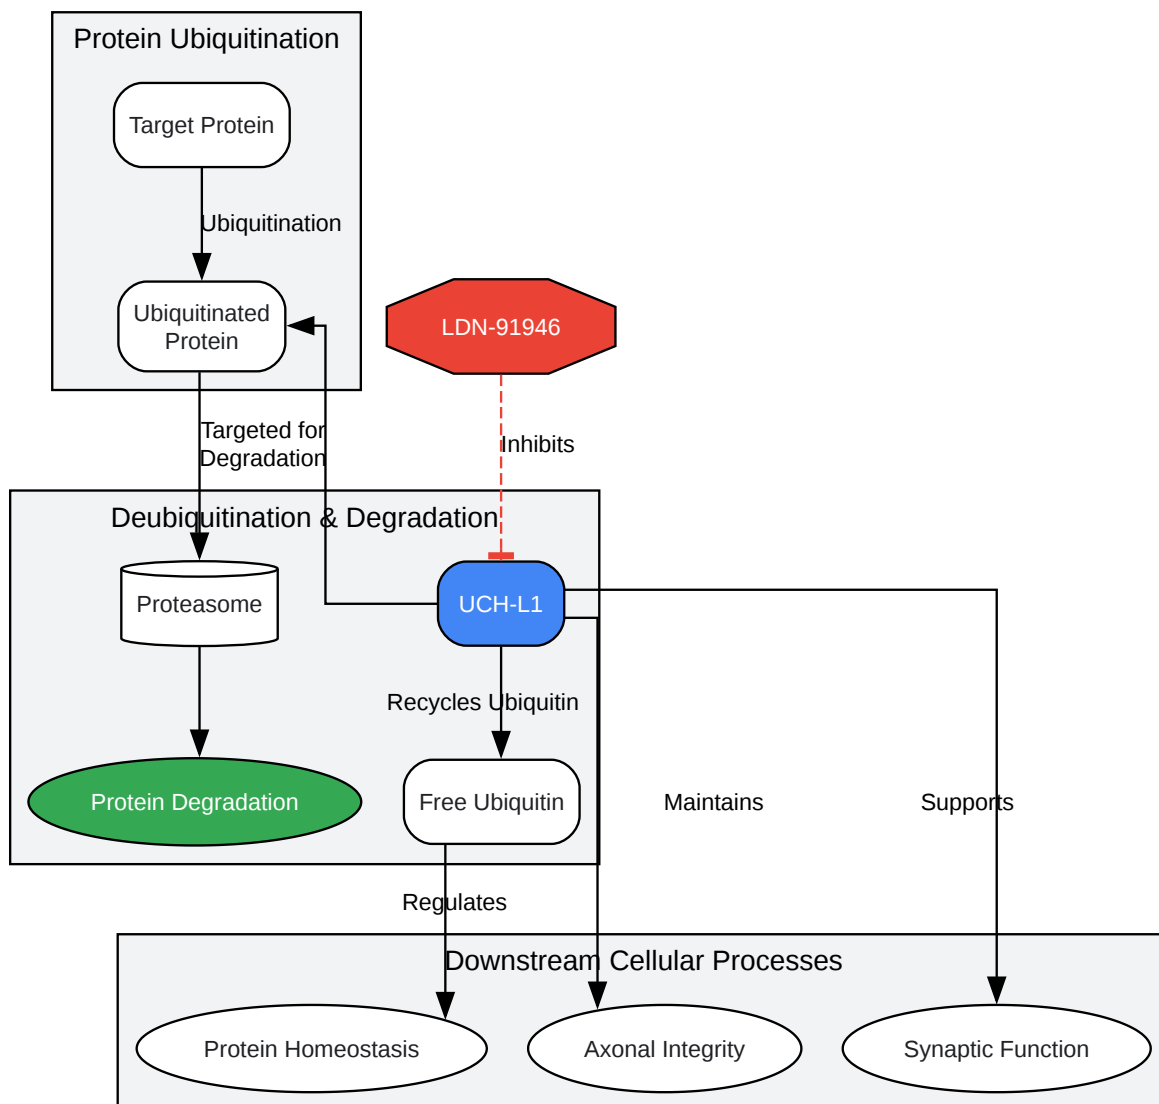 Protein Ubiquitination
Target Protein
Ubiquitination
Ubiquitinated
Protein
LDN-91946
Targeted for
Degradation
Inhibits
Deubiquitination & Degradation
Proteasome
UCH-L1
Recycles Ubiquitin
Protein Degradation
Free Ubiquitin
Maintains
Supports
Regulates
Downstream Cellular Processes
Protein Homeostasis
Axonal Integrity
Synaptic Function